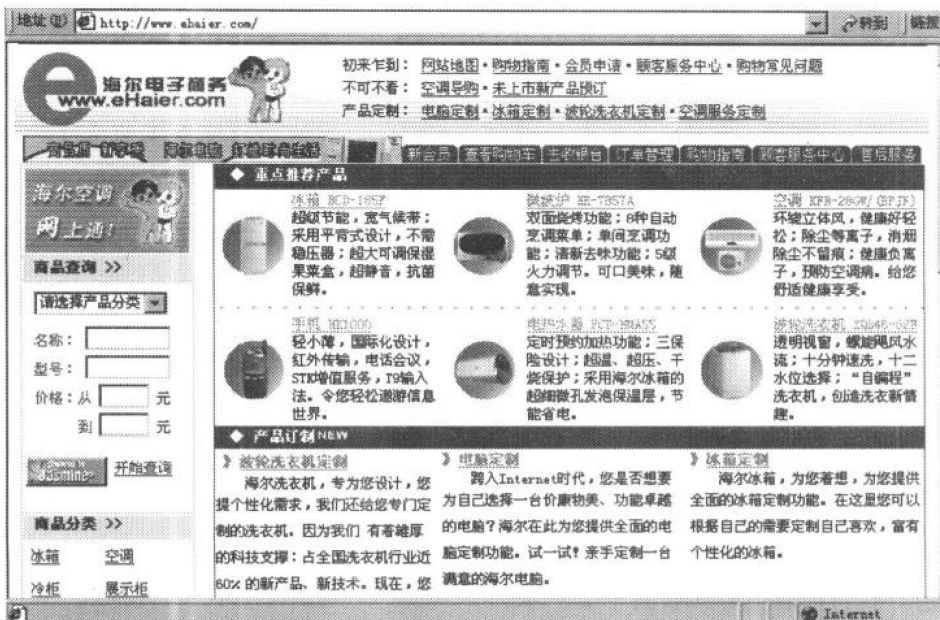 地址(D) http://www.ehaier.com/ 转到 链接
海尔电子商务
www.eHaier.com
初来乍到： 网站地图·购物指南·会员申请·顾客服务中心·购物常见问题
不可不看： 空调导购·未上市新产品预订
产品定制： 电脑定制·冰箱定制·波轮洗衣机定制·空调服务定制
新会员 查看购物车 去收银台 订单管理 购物指南 顾客服务中心 售后服务
海尔空调
网上通！
商品查询 >>
请选择产品分类
名称：
型号：
价格：从 元
到 元
开始查询
商品分类 >>
冰箱 空调
冷柜 展示柜
◆ 重点推荐产品
冰箱 BCD-185F
超级节能，宽气候带；
采用平背式设计，不需
稳压器；超大可调保湿
果菜盒，超静音，抗菌
保鲜。
微波炉
双面烧烤功能；8种自动
烹调菜单；单间烹调功
能；清新去味功能；5级
火力调节。可口美味，随
意实现。
空调
环绕立体风，健康好轻
松；除尘等离子，消烟
除尘不留痕；健康负离
子，预防空调病。给您
舒适健康享受。
手机
轻小薄，国际化设计，
红外传输，电话会议，
STK增值服务，T9输入
法。令您轻松遨游信息
世界。
电热水器
定时预约加热功能；三保
险设计；超温、超压、干
烧保护；采用海尔冰箱的
超细微孔发泡保温层，节
能省电。
波轮洗衣机
透明视窗，螺旋飓风水
流；十分钟速洗，十二
水位选择； “自编程”
洗衣机，创造洗衣新情
趣。
◆ 产品订制NEW
》波轮洗衣机定制
海尔洗衣机，专为您设计，您
提个性化需求，我们还给您专门定
制的洗衣机。因为我们 有着雄厚
的科技支撑：占全国洗衣机行业近
60% 的新产品、新技术。现在，您
》电脑定制
跨入Internet时代，您是否想要
为自己选择一台价廉物美、功能卓越
的电脑？海尔在此为您提供全面的电
脑定制功能。试一试！亲手定制一台
满意的海尔电脑。
》冰箱定制
海尔冰箱，为您着想，为您提供
全面的冰箱定制功能。在这里您可以
根据自己的需要定制自己喜欢，富有
个性化的冰箱。
Internet